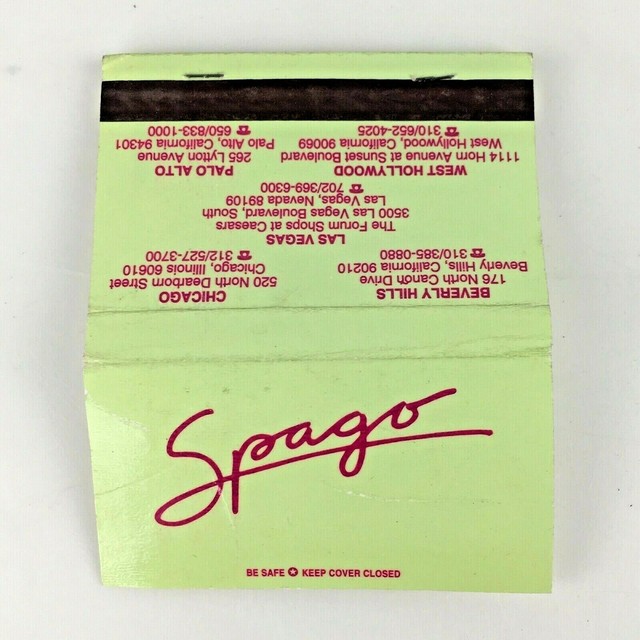 Spago
BE SAFE ✪ KEEP COVER CLOSED
BEVERLY HILLS
176 North Canon Drive
Beverly Hills, California 90210
☎ 310/385-0880
CHICAGO
520 North Dearborn Street
Chicago, Illinois 60610
☎ 312/527-3700
LAS VEGAS
The Forum Shops at Caesars
3500 Las Vegas Boulevard, South
Las Vegas, Nevada 89109
☎ 702/369-6300
WEST HOLLYWOOD
1114 Horn Avenue at Sunset Boulevard
West Hollywood, California 90069
☎ 310/652-4025
PALO ALTO
265 Lytton Avenue
Palo Alto, California 94301
☎ 650/833-1000